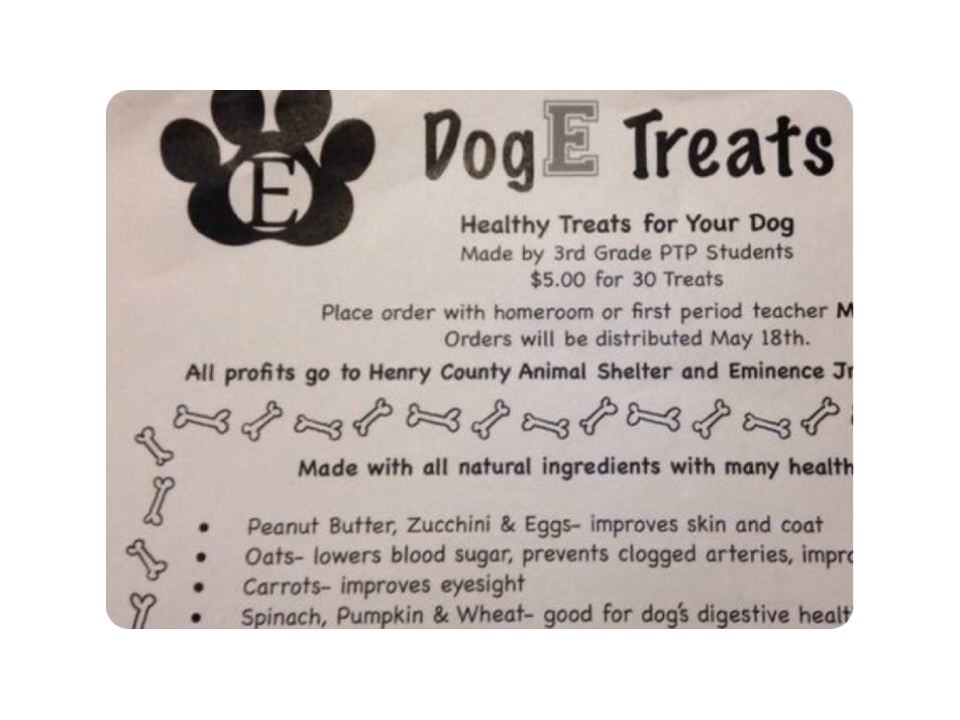 E
DogE Treats
Healthy Treats for Your Dog
Made by 3rd Grade PTP Students
$5.00 for 30 Treats
Place order with homeroom or first period teacher
Orders will be distributed May 18th.
All profits go to Henry County Animal Shelter and Eminence
Made with all natural ingredients with many
• Peanut Butter, Zucchini & Eggs- improves skin and coat
• Oats- lowers blood sugar, prevents clogged arteries,
• Carrots- improves eyesight
• Spinach, Pumpkin & Wheat- good for dog's digestive